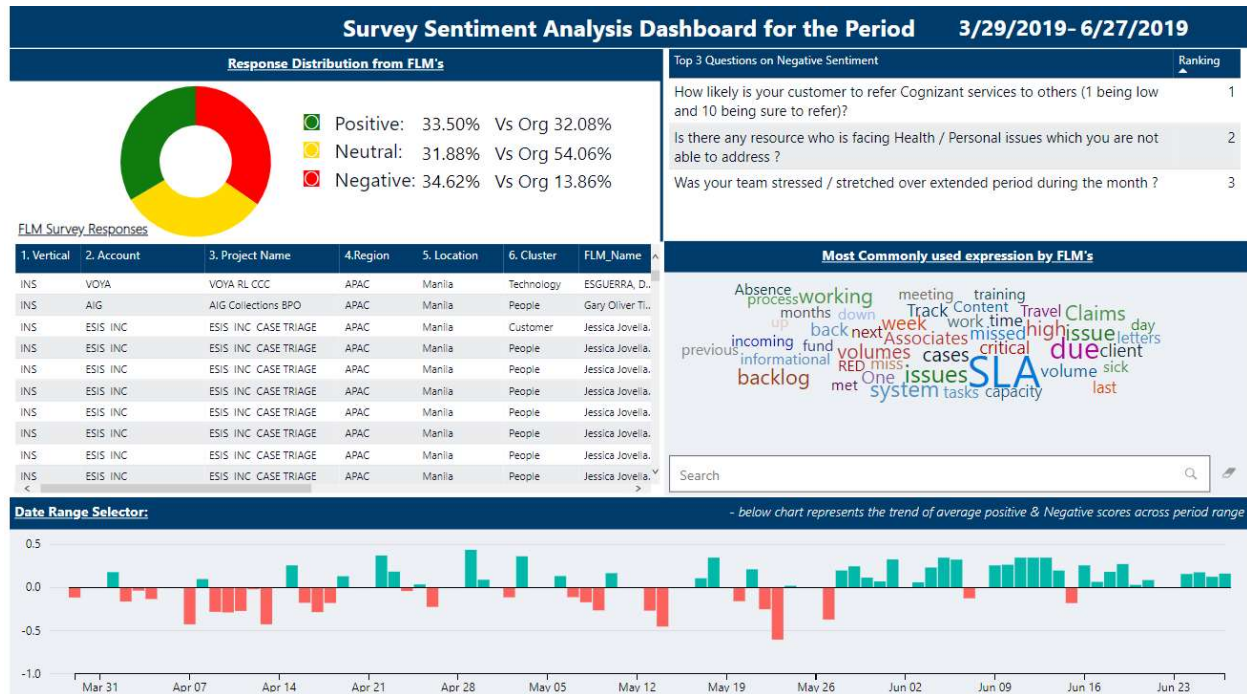 Survey Sentiment Analysis Dashboard for the Period 3/29/2019- 6/27/2019
Response Distribution from FLM's
Positive: 33.50% Vs Org 32.08%
Neutral: 31.88% Vs Org 54.06%
Negative: 34.62% Vs Org 13.86%
FLM Survey Responses
1. Vertical 2. Account 3. Project Name 4.Region 5. Location 6. Cluster FLM_Name
INS VOYA VOYA RL CCC APAC Manila Technology ESGUERRA, D...
INS AIG AIG Collections BPO APAC Manila People Gary Oliver Ti...
INS ESIS INC ESIS INC CASE TRIAGE APAC Manila Customer Jessica Jovella.
INS ESIS INC ESIS INC CASE TRIAGE APAC Manila People Jessica Jovella.
INS ESIS INC ESIS INC CASE TRIAGE APAC Manila People Jessica Jovella.
INS ESIS INC ESIS INC CASE TRIAGE APAC Manila People Jessica Jovella.
INS ESIS INC ESIS INC CASE TRIAGE APAC Manila People Jessica Jovella.
INS ESIS INC ESIS INC CASE TRIAGE APAC Manila People Jessica Jovella.
INS ESIS INC ESIS INC CASE TRIAGE APAC Manila People Jessica Jovella.
INS ESIS INC ESIS INC CASE TRIAGE APAC Manila People Jessica Jovella.
Top 3 Questions on Negative Sentiment Ranking
How likely is your customer to refer Cognizant services to others (1 being low 1
and 10 being sure to refer)?
Is there any resource who is facing Health / Personal issues which you are not 2
able to address ?
Was your team stressed / stretched over extended period during the month ? 3
Most Commonly used expression by FLM's
Absence meeting training
process working
months down Track Content Travel Claims
up back next week work time day
Associates missed high issue letters
incoming fund
previous informational volumes cases critical due client
RED miss
backlog One issues SLA volume sick
met system tasks capacity last
Search
Date Range Selector: - below chart represents the trend of average positive & Negative scores across period range
0.5
0.0
-0.5
-1.0
Mar 31 Apr 07 Apr 14 Apr 21 Apr 28 May 05 May 12 May 19 May 26 Jun 02 Jun 09 Jun 16 Jun 23